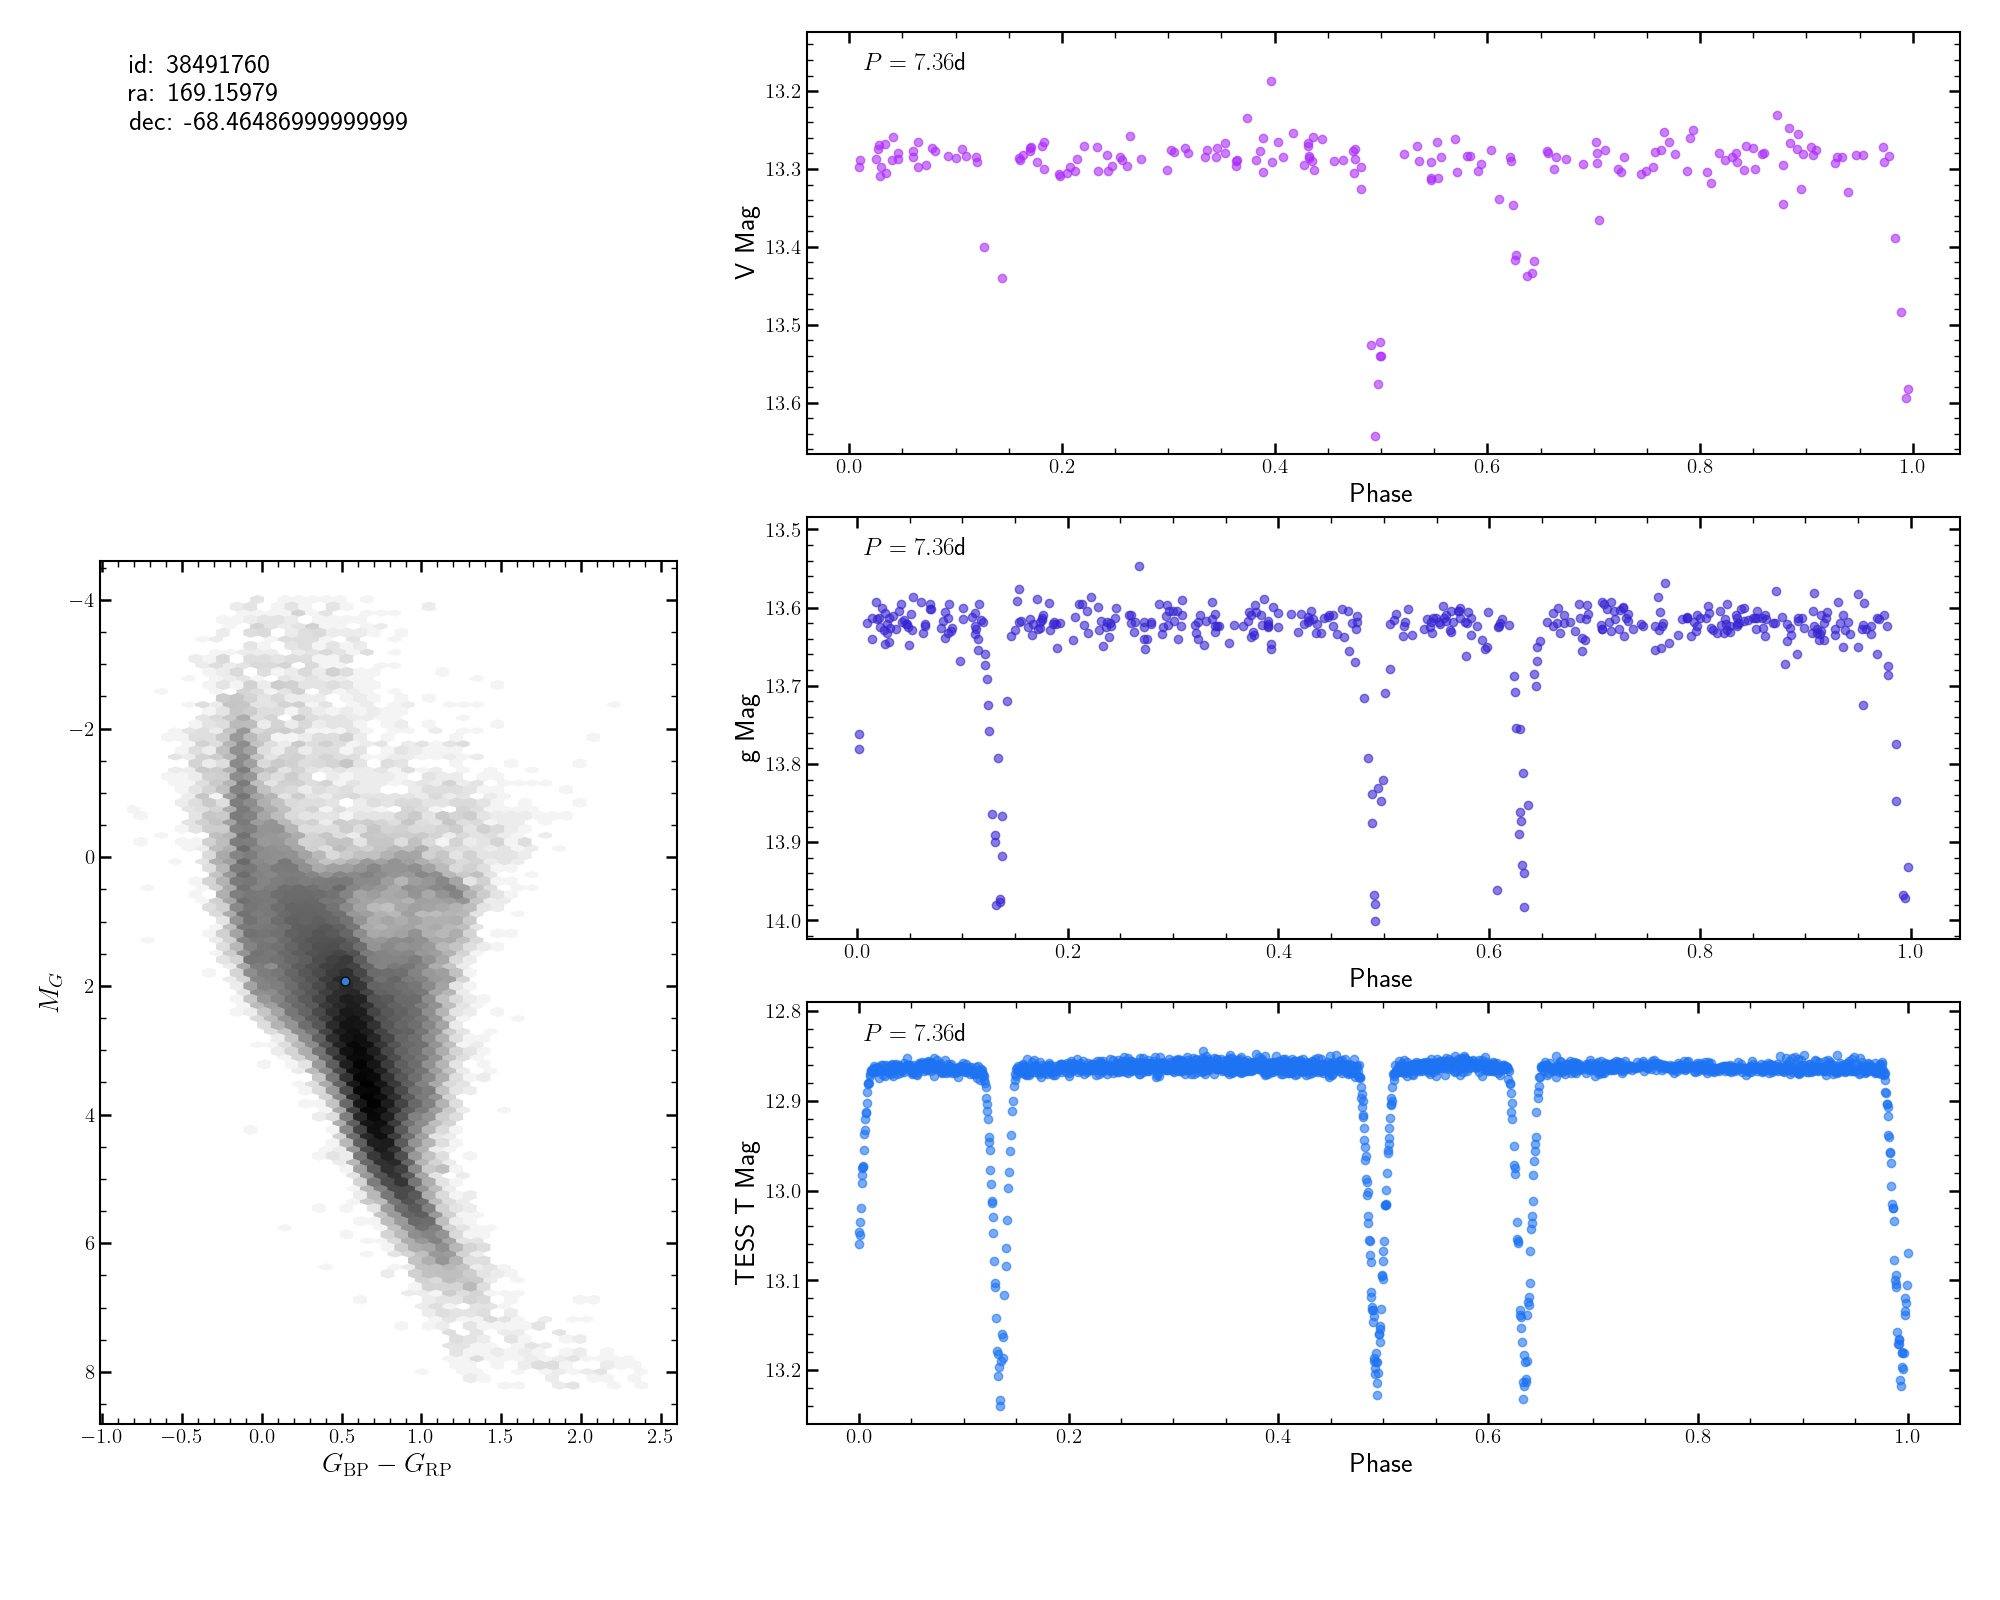 id: 38491760
ra: 169.15979
dec: -68.46486999999999
P = 7.36d
13.2
13.3
13.4
13.5
13.6
V Mag
0.0 0.2 0.4 0.6 0.8 1.0
Phase
P = 7.36d
13.5
13.6
13.7
13.8
13.9
14.0
g Mag
0.0 0.2 0.4 0.6 0.8 1.0
Phase
−4
−2
0
2
4
6
8
M_G
−1.0 −0.5 0.0 0.5 1.0 1.5 2.0 2.5
G_BP − G_RP
P = 7.36d
12.8
12.9
13.0
13.1
13.2
TESS T Mag
0.0 0.2 0.4 0.6 0.8 1.0
Phase